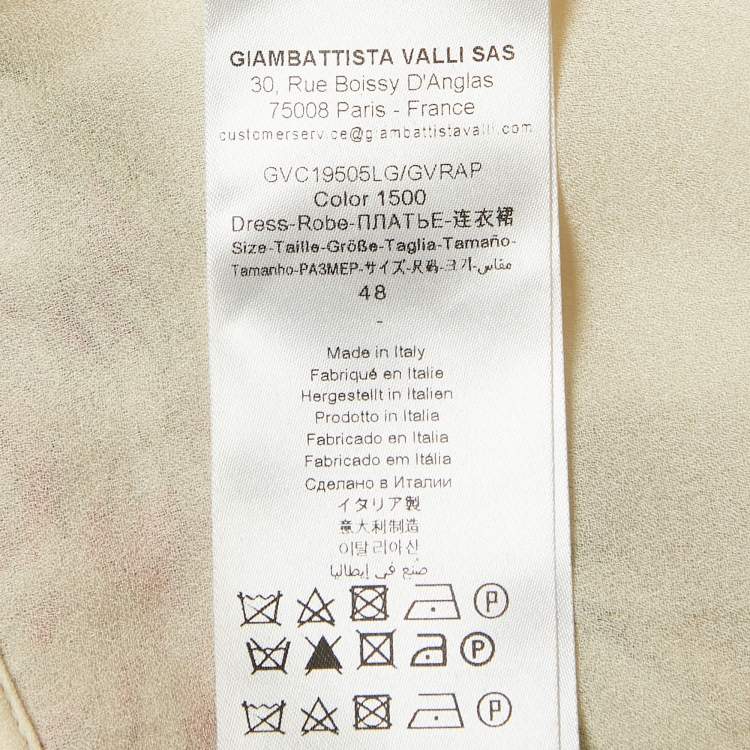 GIAMBATTISTA VALLI SAS
30, Rue Boissy D'Anglas
75008 Paris - France
customerservice@giambattistavalli.com
GVC19505LG/GVRAP
Color 1500
Dress-Robe-ПЛАТЬЕ-连衣裙
Size-Taille-Größe-Taglia-Tamaño-
Tamanho-РАЗМЕР-サイズ-尺码-크기-مقاس
48
-
Made in Italy
Fabriqué en Italie
Hergestellt in Italien
Prodotto in Italia
Fabricado en Italia
Fabricado em Itália
Сделано в Италии
イタリア製
意大利制造
이탈리아산
صُنع في إيطاليا
P
P
P